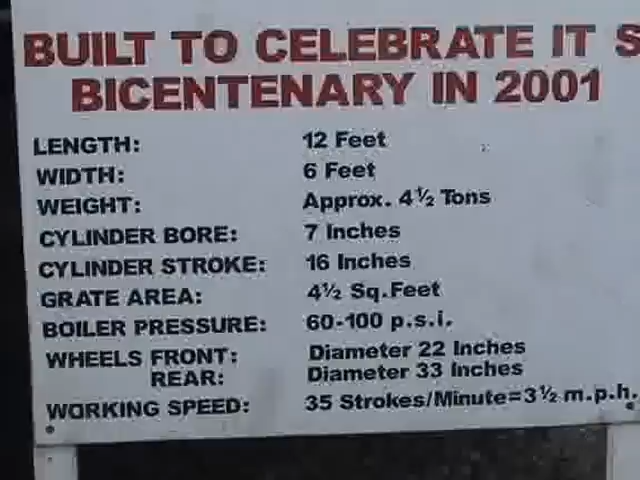 BUILT TO CELEBRATE IT S
BICENTENARY IN 2001
LENGTH: 12 Feet
WIDTH: 6 Feet
WEIGHT: Approx. 4½ Tons
CYLINDER BORE: 7 Inches
CYLINDER STROKE: 16 Inches
GRATE AREA: 4½ Sq.Feet
BOILER PRESSURE: 60-100 p.s.i.
WHEELS FRONT: Diameter 22 Inches
REAR: Diameter 33 Inches
WORKING SPEED: 35 Strokes/Minute=3½ m.p.h.